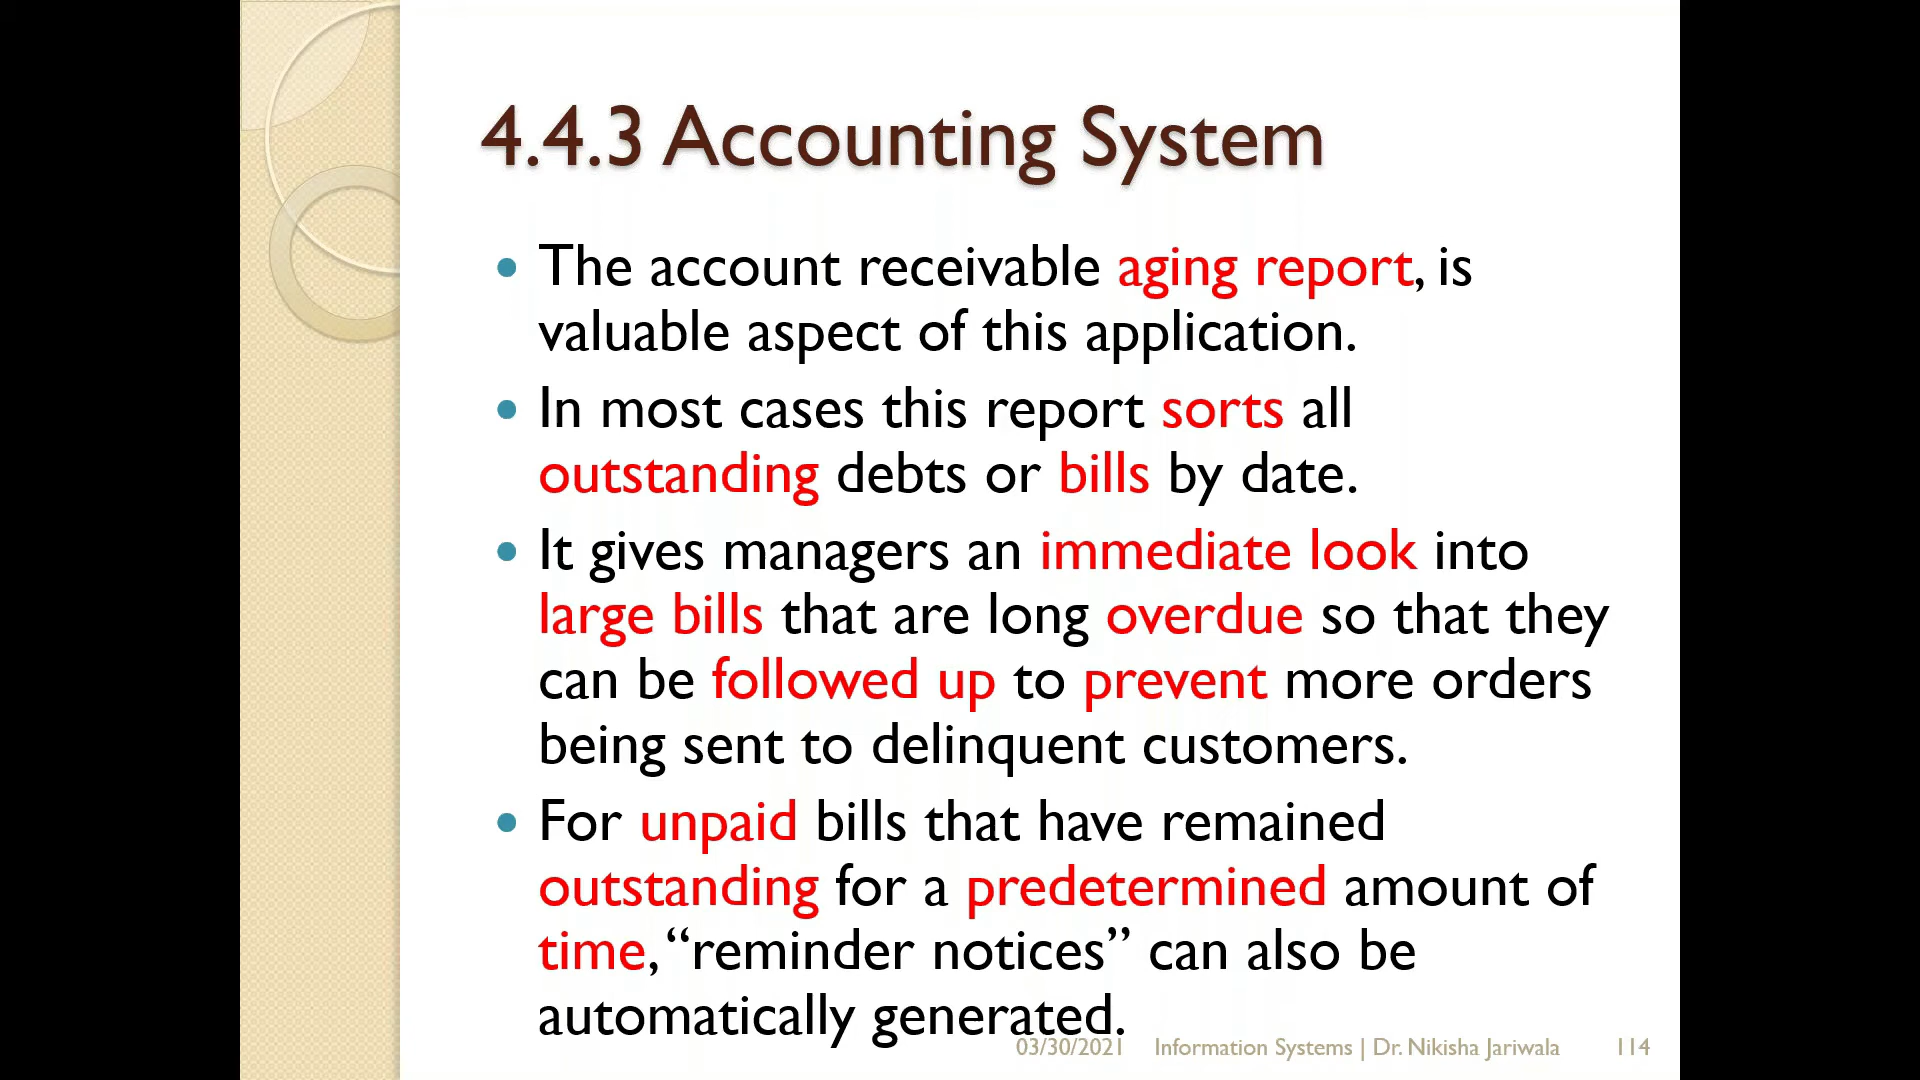 4.4.3 Accounting System
• The account receivable aging report, is
valuable aspect of this application.
• In most cases this report sorts all
outstanding debts or bills by date.
• It gives managers an immediate look into
large bills that are long overdue so that they
can be followed up to prevent more orders
being sent to delinquent customers.
• For unpaid bills that have remained
outstanding for a predetermined amount of
time, “reminder notices” can also be
automatically generated.
03/30/2021 Information Systems | Dr. Nikisha Jariwala 114